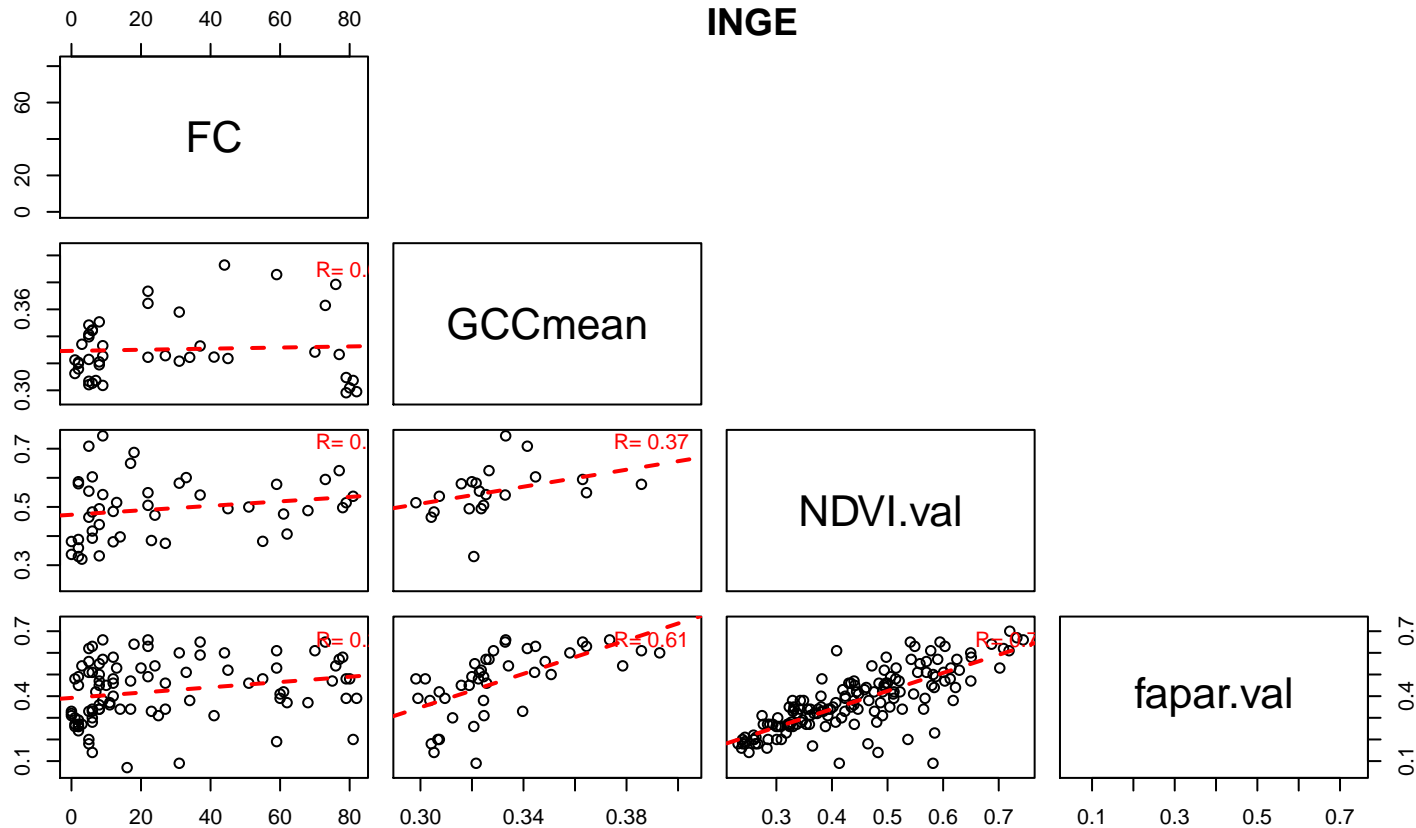 INGE
0 20 40 60 80
0 20 60
FC
0.30 0.36
R= 0.
GCCmean
0.3 0.5 0.7
R= 0.
R= 0.37
NDVI.val
0.1 0.4 0.7
R= 0.
R= 0.61
R= 0.7
fapar.val
0.1 0.4 0.7
0 20 40 60 80
0.30 0.34 0.38
0.3 0.4 0.5 0.6 0.7
0.1 0.3 0.5 0.7